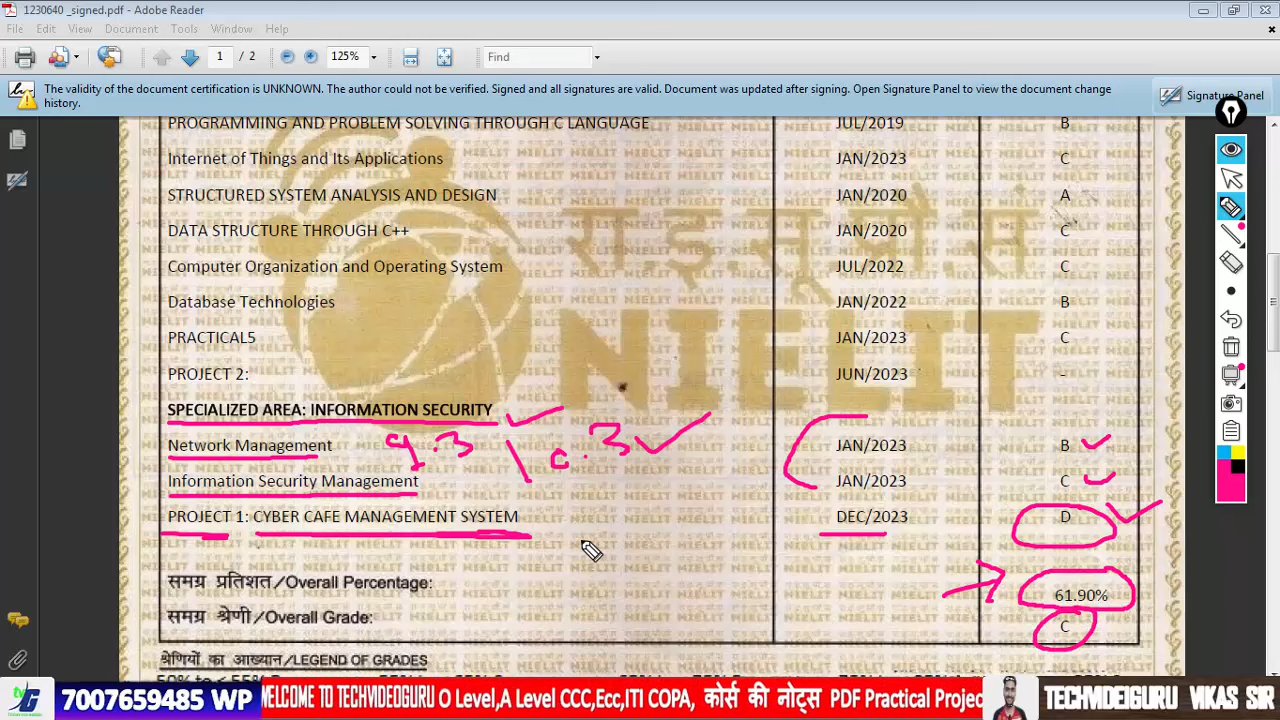 1230640 _signed.pdf - Adobe Reader
File Edit View Document Tools Window Help
1 / 2 125% Find
The validity of the document certification is UNKNOWN. The author could not be verified. Signed and all signatures are valid. Document was updated after signing. Open Signature Panel to view the document change
history.
Signature Panel
PROGRAMMING AND PROBLEM SOLVING THROUGH C LANGUAGE JUL/2019 B
Internet of Things and Its Applications JAN/2023 C
STRUCTURED SYSTEM ANALYSIS AND DESIGN JAN/2020 A
DATA STRUCTURE THROUGH C++ JAN/2020 C
Computer Organization and Operating System JUL/2022 C
Database Technologies JAN/2022 B
PRACTICAL5 JAN/2023 C
PROJECT 2: JUN/2023 -
SPECIALIZED AREA: INFORMATION SECURITY
Network Management JAN/2023 B
Information Security Management JAN/2023 C
PROJECT 1: CYBER CAFE MANAGEMENT SYSTEM DEC/2023 D
समग्र प्रतिशत/Overall Percentage: 61.90%
समग्र श्रेणी/Overall Grade: C
श्रेणियों का आख्यान/LEGEND OF GRADES
NIELIT
7007659485 WP WELCOME TO TECHVIDEIGURU O Level,A Level CCC,Ecc,ITI COPA, कोर्स की नोट्स PDF Practical Projec TECHVIDEIGURU VIKAS SIR